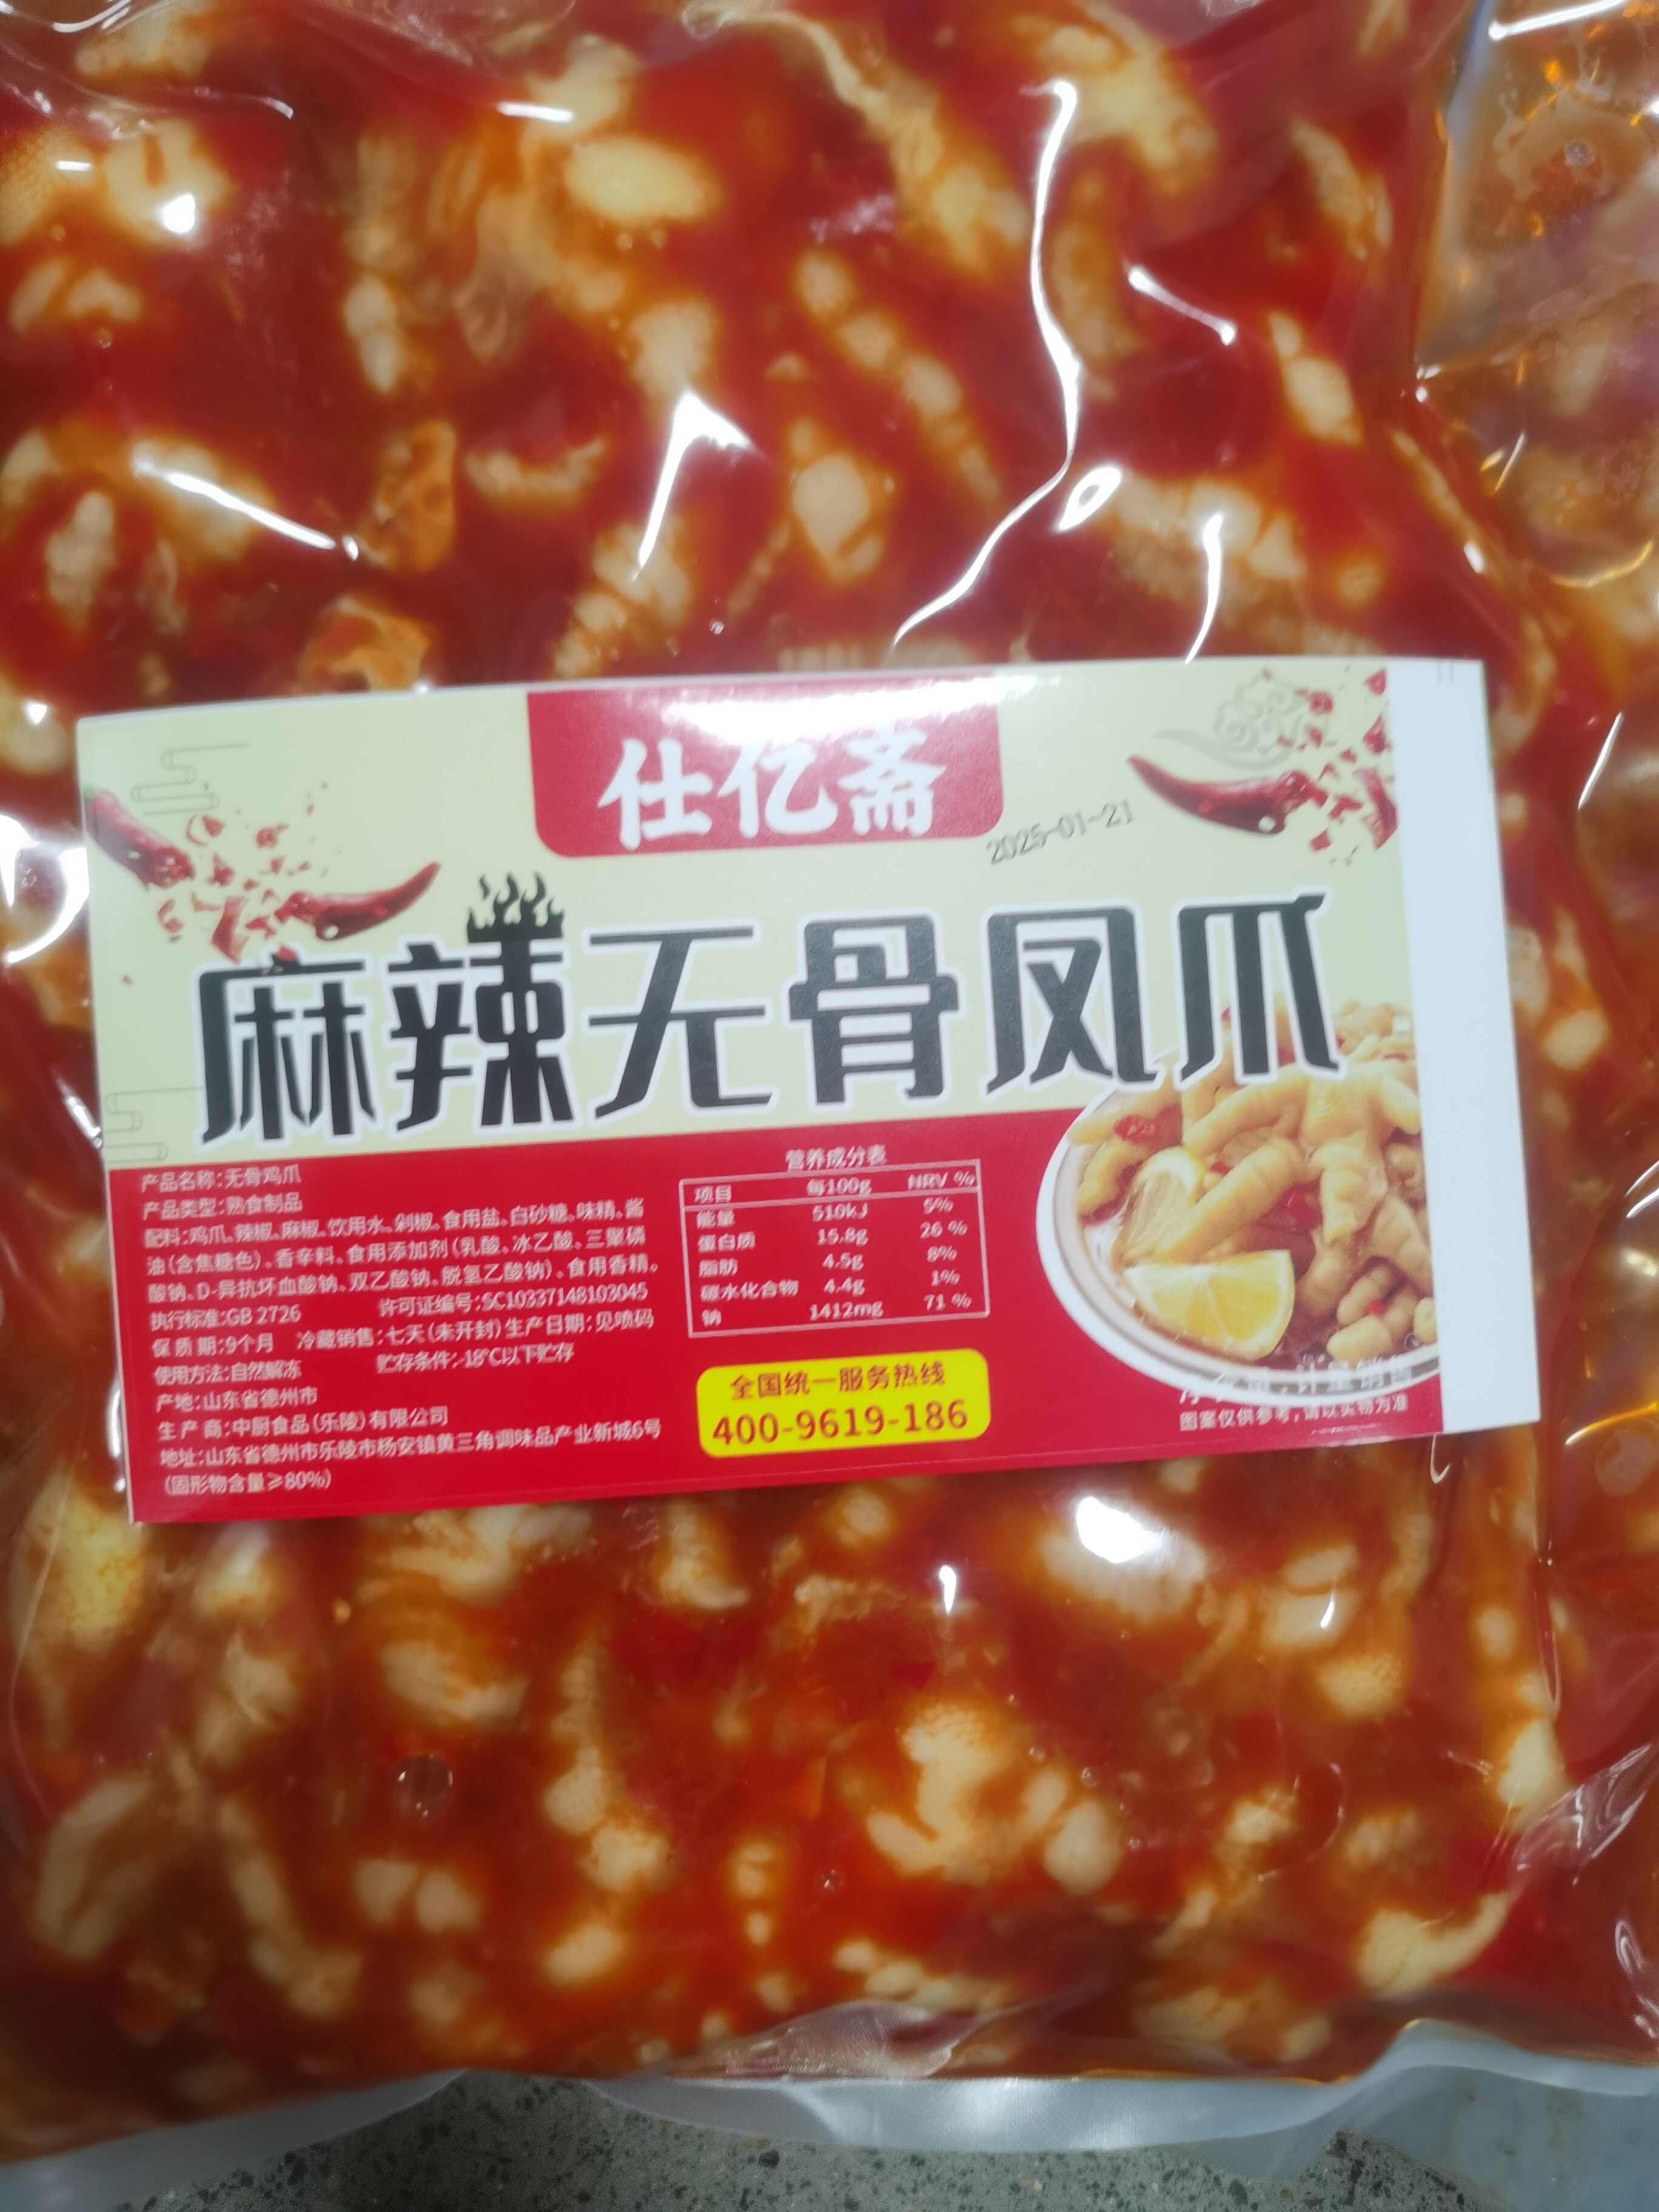 仕亿斋
2025-01-21
麻辣无骨凤爪
产品名称:无骨鸡爪
产品类型:熟食制品
配料:鸡爪、辣椒、麻椒、饮用水、剁椒、食用盐、白砂糖、味精、酱
油(含焦糖色)、香辛料、食用添加剂(乳酸、冰乙酸、三聚磷
酸钠、D-异抗坏血酸钠、双乙酸钠、脱氢乙酸钠)、食用香精。
执行标准:GB 2726 许可证编号:SC10337148103045
保质期:9个月 冷藏销售:七天(未开封)生产日期:见喷码
使用方法:自然解冻 贮存条件:-18°C以下贮存
产地:山东省德州市
生产商:中厨食品(乐陵)有限公司
地址:山东省德州市乐陵市杨安镇黄三角调味品产业新城6号
(固形物含量≥80%)
营养成分表
项目 每100g NRV %
能量 510kJ 5%
蛋白质 15.8g 26 %
脂肪 4.5g 8%
碳水化合物 4.4g 1%
钠 1412mg 71 %
全国统一服务热线
400-9619-186
图案仅供参考,请以实物为准